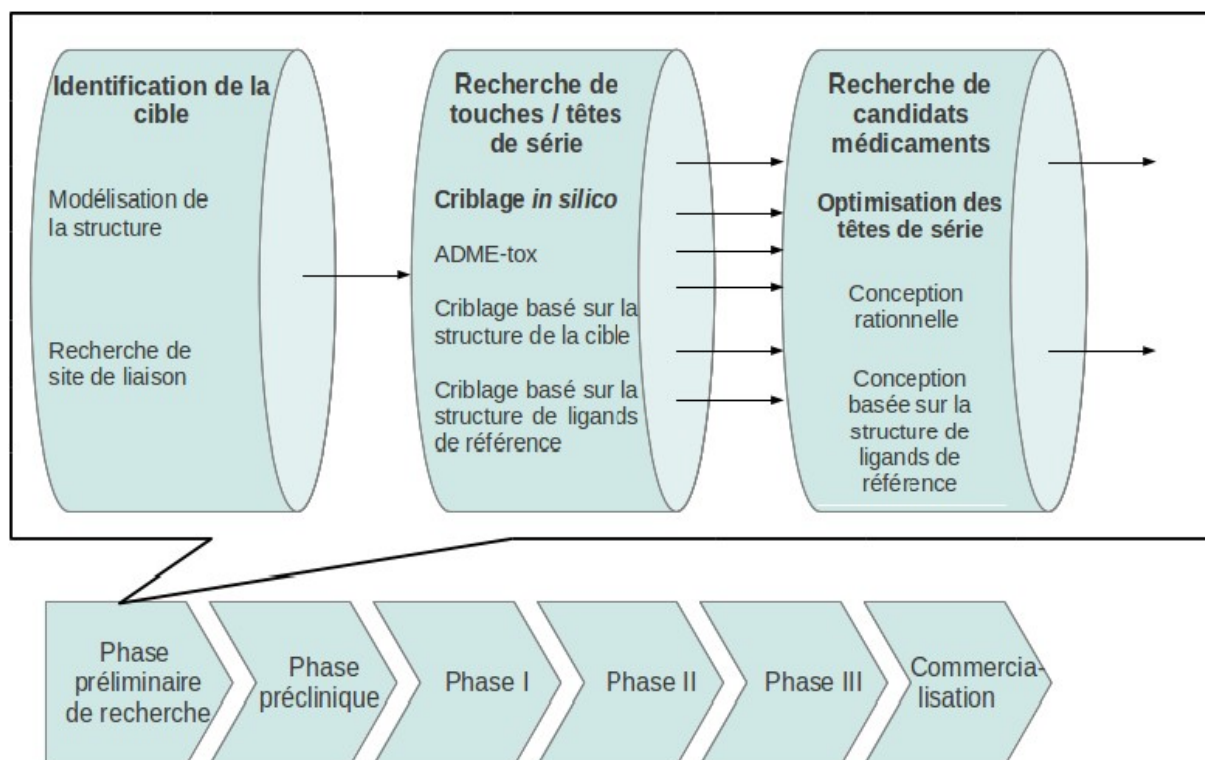 Identification de la
cible
Modélisation de
la structure
Recherche de
site de liaison
Recherche de
touches / têtes
de série
Criblage in silico
ADME-tox
Criblage basé sur la
structure de la cible
Criblage basé sur la
structure de ligands
de référence
Recherche de
candidats
médicaments
Optimisation des
têtes de série
Conception
rationnelle
Conception
basée sur la
structure de
ligands de
référence
Phase
préliminaire
de recherche
Phase
préclinique
Phase I
Phase II
Phase III
Commercia-
lisation